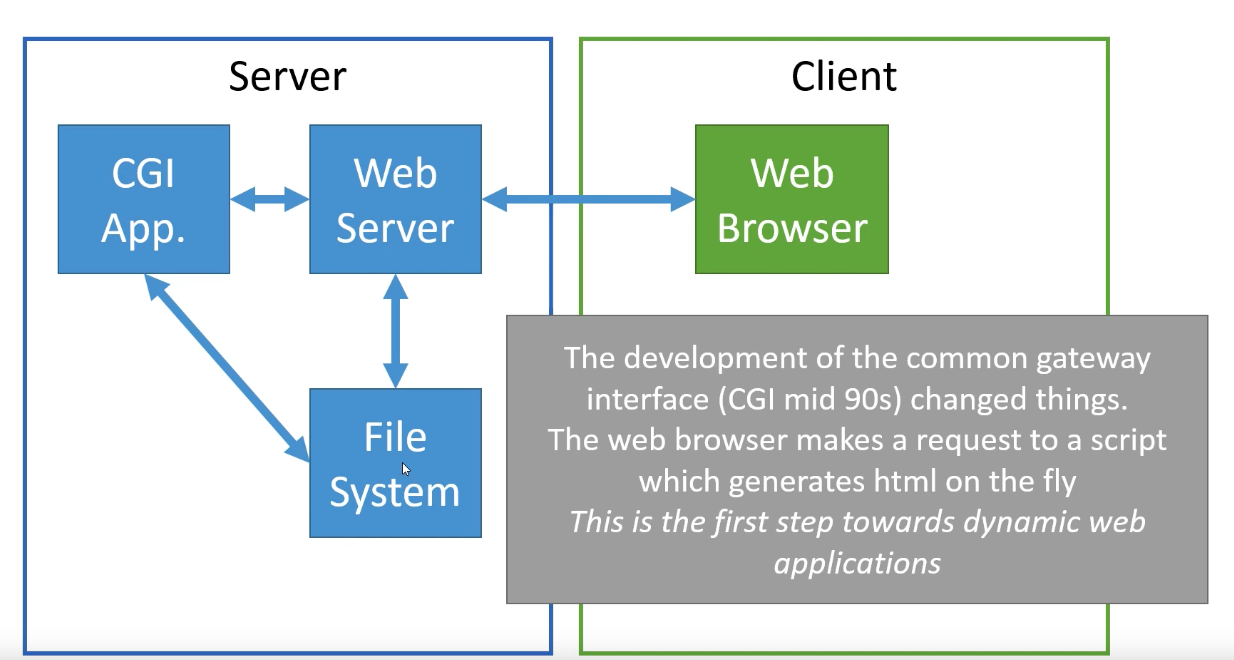 Server
Client
CGI
App.
Web
Server
Web
Browser
File
System
The development of the common gateway
interface (CGI mid 90s) changed things.
The web browser makes a request to a script
which generates html on the fly
This is the first step towards dynamic web
applications